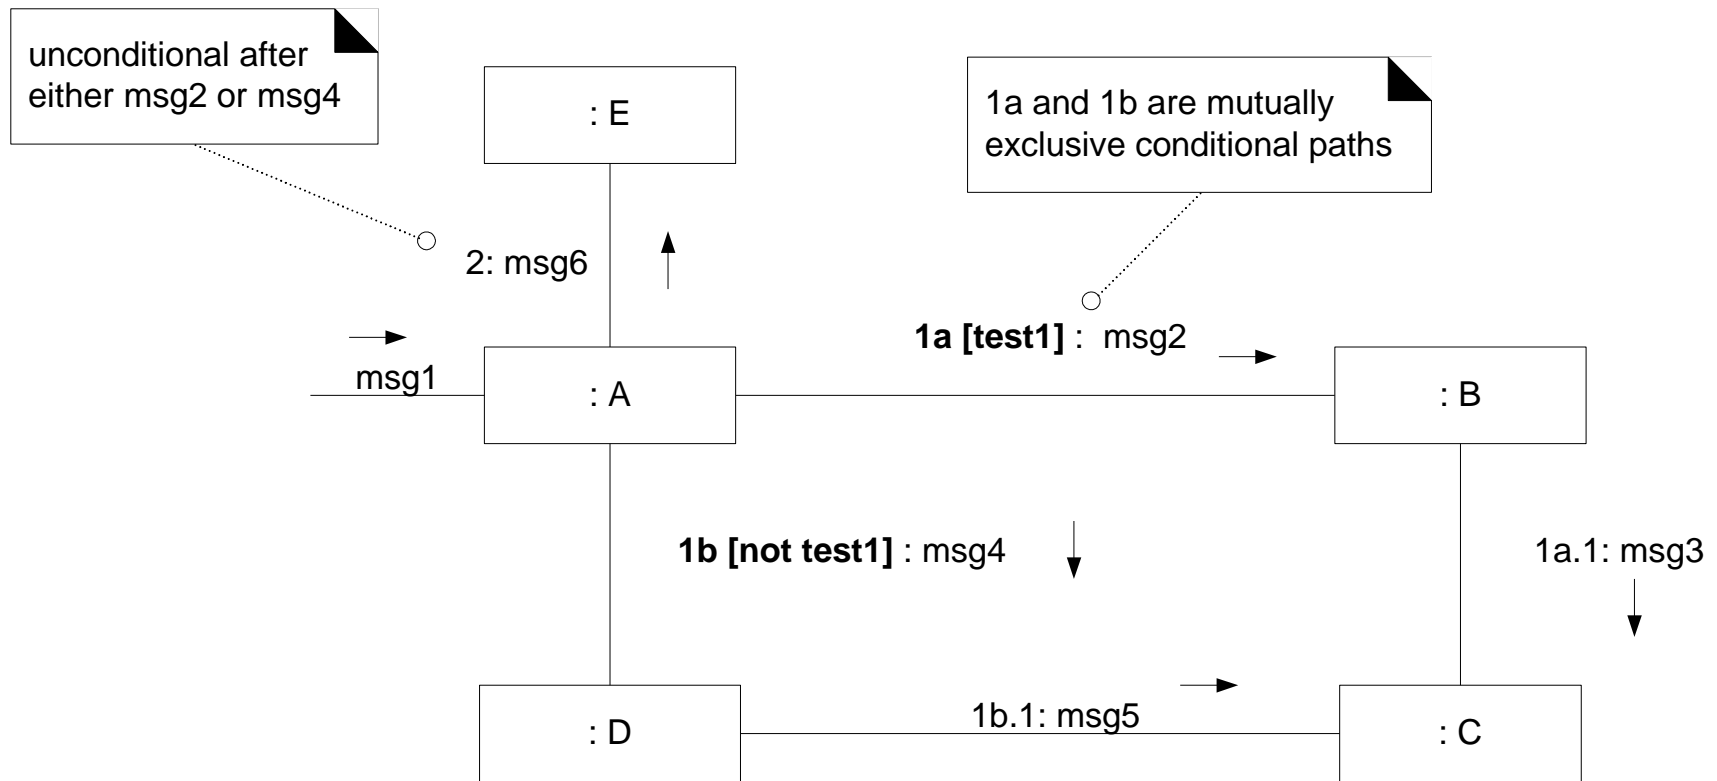 unconditional after
either msg2 or msg4
: E
1a and 1b are mutually
exclusive conditional paths
2: msg6
1a [test1] : msg2
msg1
: A
: B
1b [not test1] : msg4
1a.1: msg3
1b.1: msg5
: D
: C